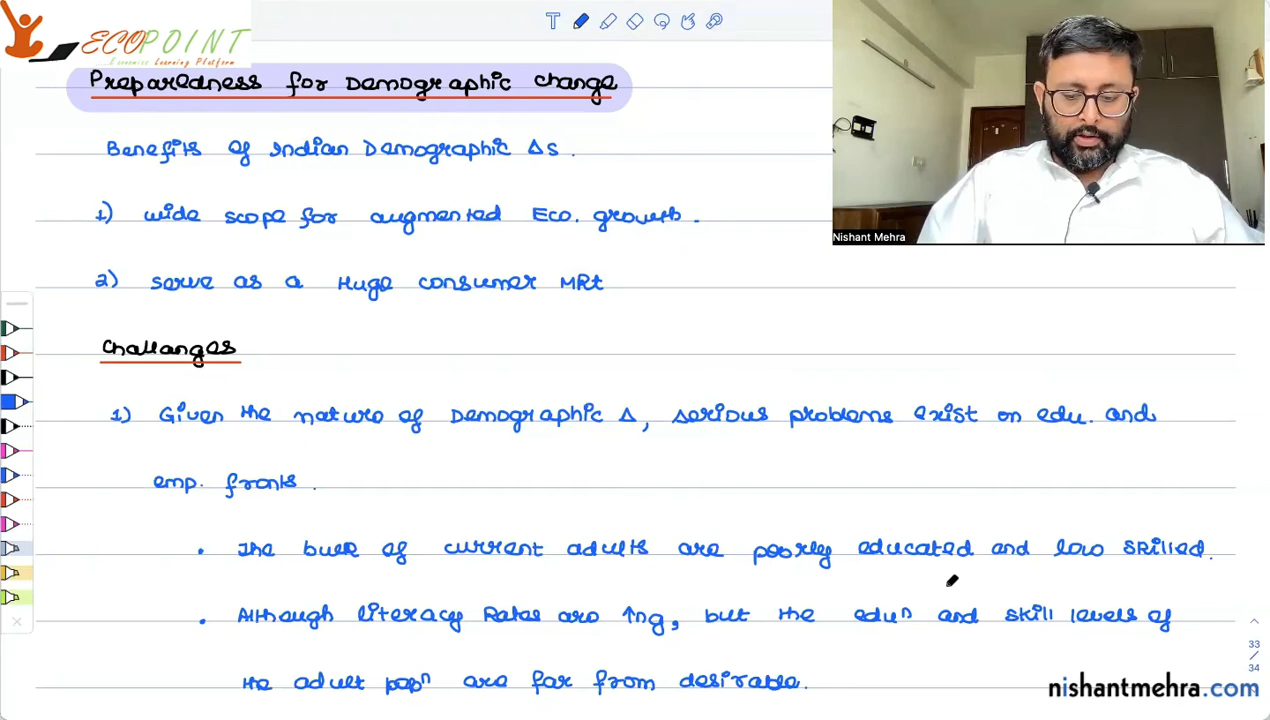 ECOPOINT
Economics Learning Platform
Preparedness for Demographic change
Benefits of Indian Demographic Δs.
1) wide scope for augmented Eco. growth.
2) serve as a Huge consumer MRt
Nishant Mehra
Challanges
1) Given the nature of Demographic Δ, serious problems exist on edu. and
emp. fronts.
• The bulk of current adults are poorly educated and low skilled.
• Although literacy Rates are ↑ng, but the eduⁿ and skill levels of
the adult popⁿ are far from desirable.
33
/
34
nishantmehra.com